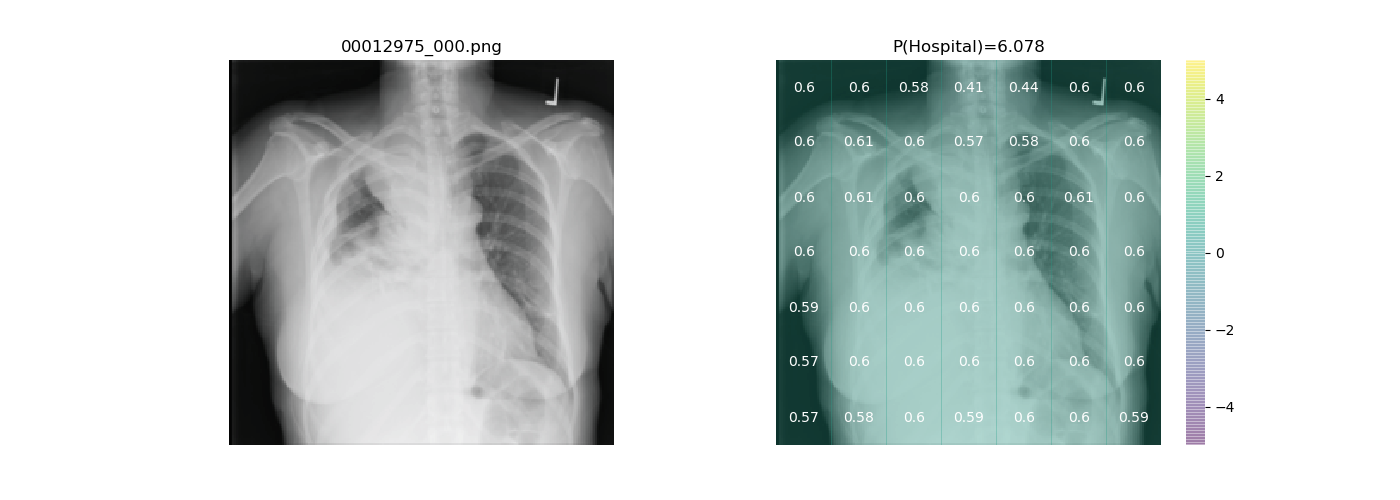 00012975_000.png
L
P(Hospital)=6.078
0.6 0.6 0.58 0.41 0.44 0.6 0.6
L
0.6 0.61 0.6 0.57 0.58 0.6 0.6
0.6 0.61 0.6 0.6 0.6 0.61 0.6
0.6 0.6 0.6 0.6 0.6 0.6 0.6
0.59 0.6 0.6 0.6 0.6 0.6 0.6
0.57 0.6 0.6 0.6 0.6 0.6 0.6
0.57 0.58 0.6 0.59 0.6 0.6 0.59
4
2
0
−2
−4